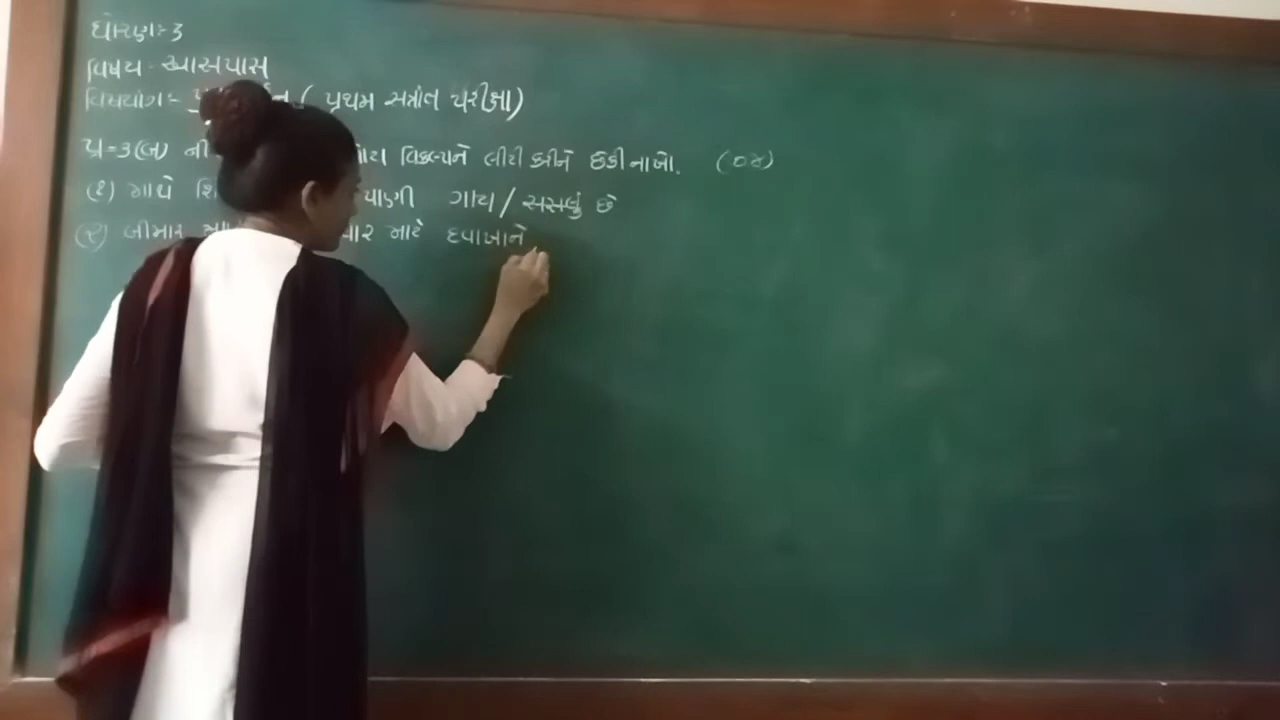 ધોરણઃ- ૩
વિષય - આસપાસ
વિષયાંગઃ- (પ્રથમ સત્રાંત પરીક્ષા)
પ્ર-૩(બ) વિકલ્પને લીટી કરીને છેકી નાખો. (૦૪)
(૧) માથે ગાય/સસલું છે
(૨) બીમાર માટે દવાખાને